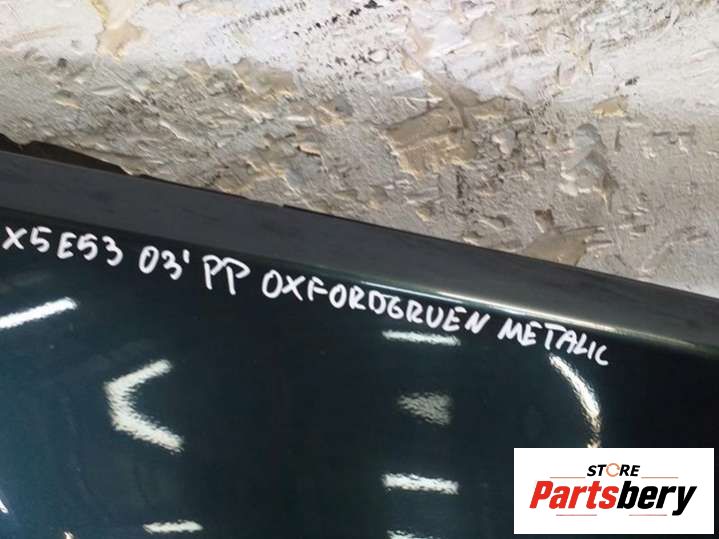 X5 E53 03' PP OXFORDGRUEN METALIC
STORE
Partsbery